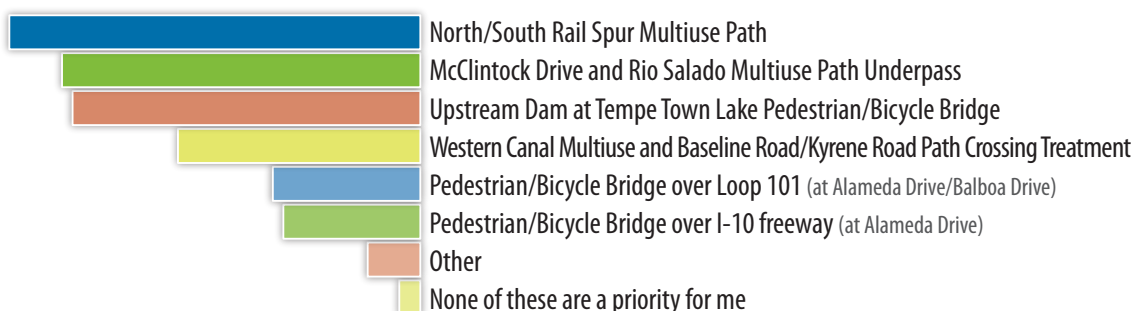 North/South Rail Spur Multiuse Path
McClintock Drive and Rio Salado Multiuse Path Underpass
Upstream Dam at Tempe Town Lake Pedestrian/Bicycle Bridge
Western Canal Multiuse and Baseline Road/Kyrene Road Path Crossing Treatment
Pedestrian/Bicycle Bridge over Loop 101 (at Alameda Drive/Balboa Drive)
Pedestrian/Bicycle Bridge over I-10 freeway (at Alameda Drive)
Other
None of these are a priority for me